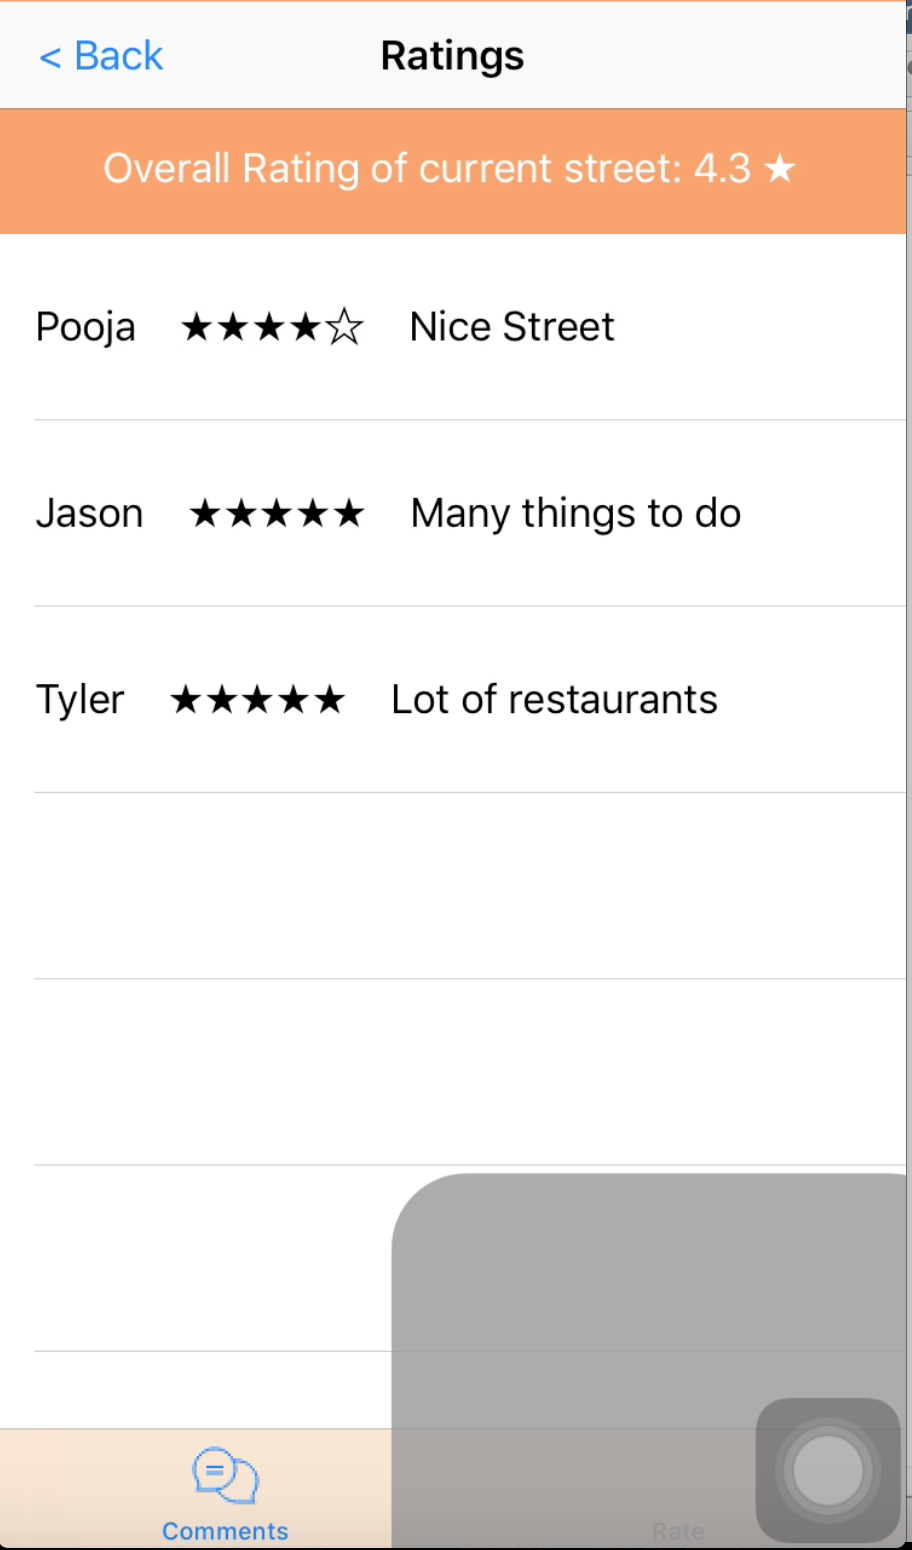 < Back Ratings
Overall Rating of current street: 4.3 ★
Pooja ★★★★☆ Nice Street
Jason ★★★★★ Many things to do
Tyler ★★★★★ Lot of restaurants
Comments Rate